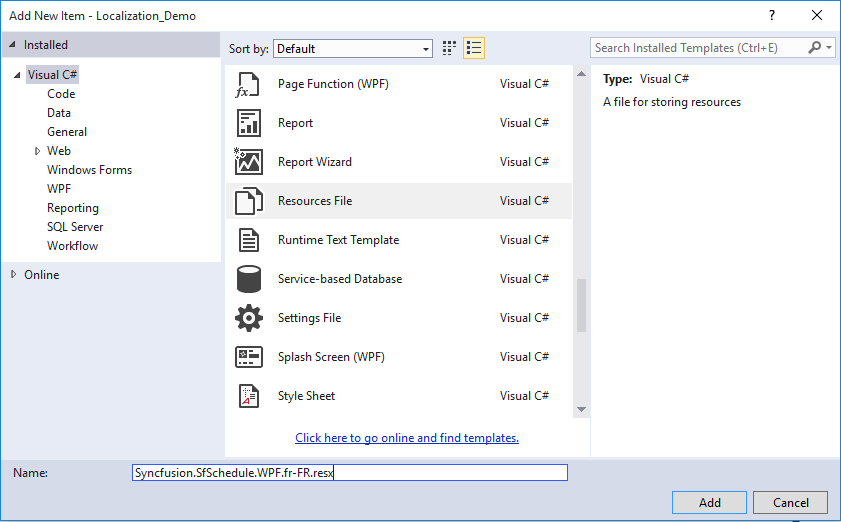 Add New Item - Localization_Demo
?
Installed
Sort by: Default
Search Installed Templates (Ctrl+E)
Visual C#
Code
Data
General
Web
Windows Forms
WPF
Reporting
SQL Server
Workflow
Online
Page Function (WPF) Visual C#
Report Visual C#
Report Wizard Visual C#
Resources File Visual C#
Runtime Text Template Visual C#
Service-based Database Visual C#
Settings File Visual C#
Splash Screen (WPF) Visual C#
Style Sheet Visual C#
Click here to go online and find templates.
Type: Visual C#
A file for storing resources
Name: Syncfusion.SfSchedule.WPF.fr-FR.resx
Add Cancel